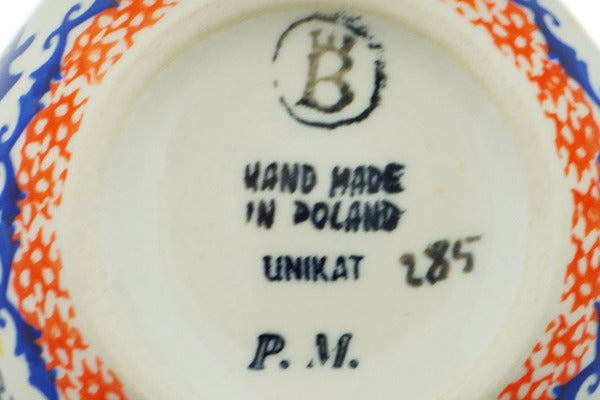 B
HAND MADE
IN POLAND
UNIKAT 285
P. M.